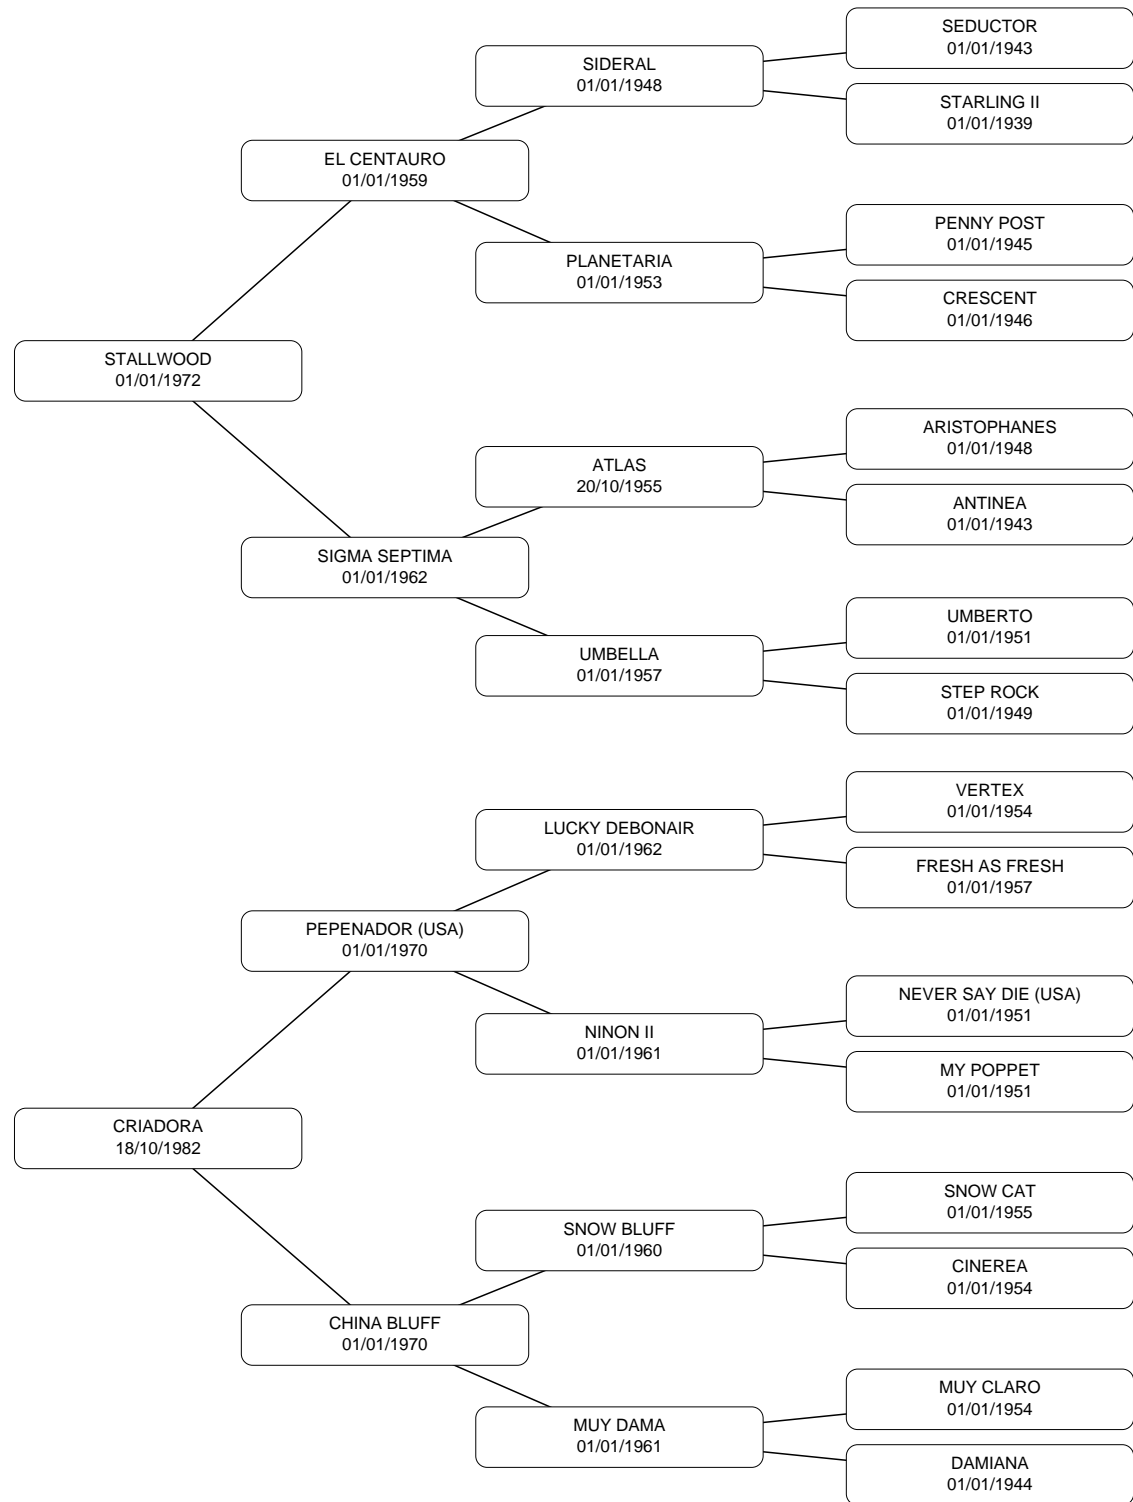 SEDUCTOR
01/01/1943
SIDERAL
01/01/1948
STARLING II
01/01/1939
EL CENTAURO
01/01/1959
PENNY POST
01/01/1945
PLANETARIA
01/01/1953
CRESCENT
01/01/1946
STALLWOOD
01/01/1972
ARISTOPHANES
01/01/1948
ATLAS
20/10/1955
ANTINEA
01/01/1943
SIGMA SEPTIMA
01/01/1962
UMBERTO
01/01/1951
UMBELLA
01/01/1957
STEP ROCK
01/01/1949
VERTEX
01/01/1954
LUCKY DEBONAIR
01/01/1962
FRESH AS FRESH
01/01/1957
PEPENADOR (USA)
01/01/1970
NEVER SAY DIE (USA)
01/01/1951
NINON II
01/01/1961
MY POPPET
01/01/1951
CRIADORA
18/10/1982
SNOW CAT
01/01/1955
SNOW BLUFF
01/01/1960
CINEREA
01/01/1954
CHINA BLUFF
01/01/1970
MUY CLARO
01/01/1954
MUY DAMA
01/01/1961
DAMIANA
01/01/1944